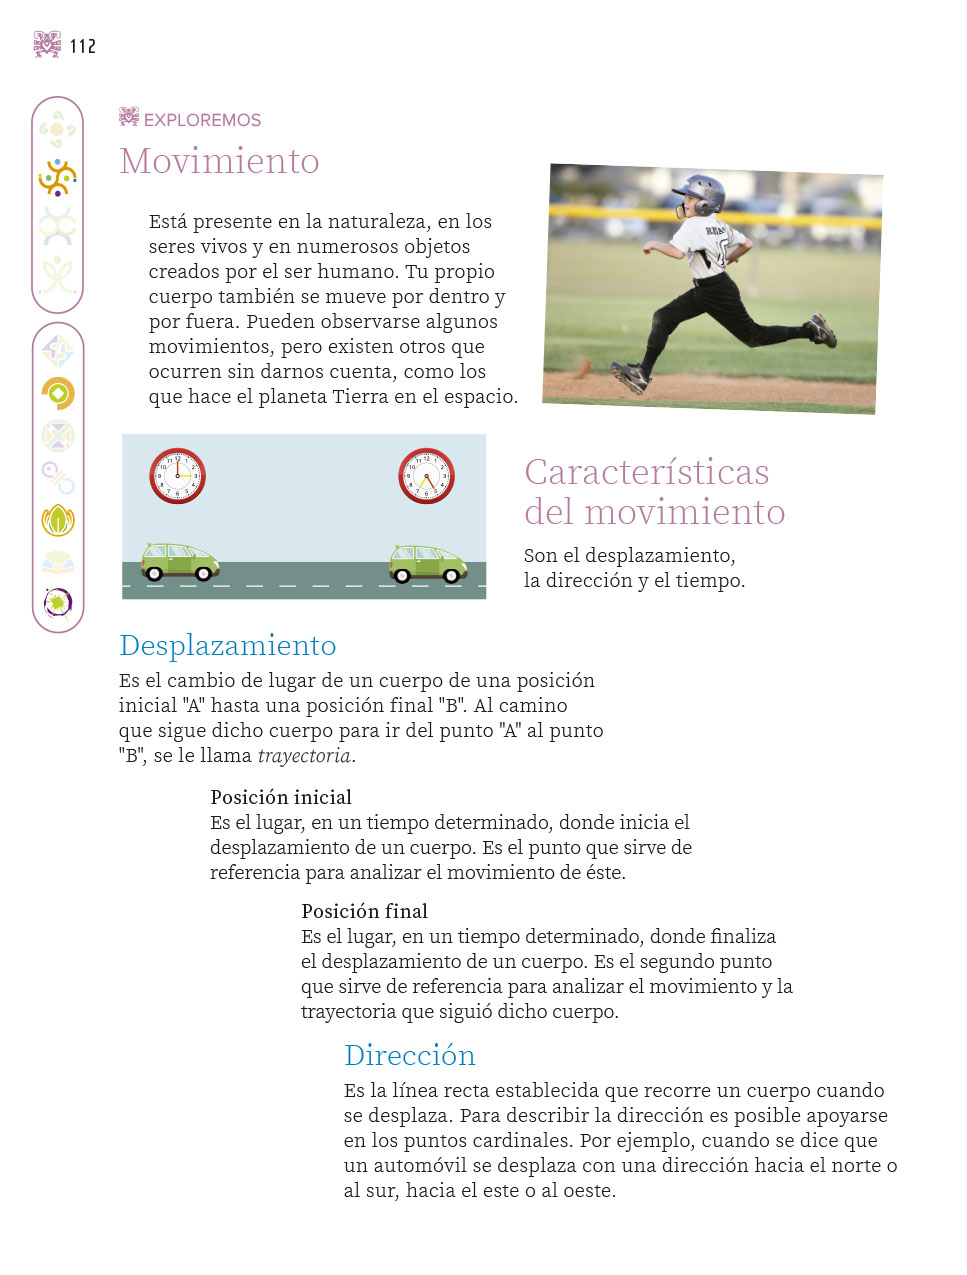 112
EXPLOREMOS
Movimiento
Está presente en la naturaleza, en los
seres vivos y en numerosos objetos
creados por el ser humano. Tu propio
cuerpo también se mueve por dentro y
por fuera. Pueden observarse algunos
movimientos, pero existen otros que
ocurren sin darnos cuenta, como los
que hace el planeta Tierra en el espacio.
Características
del movimiento
Son el desplazamiento,
la dirección y el tiempo.
Desplazamiento
Es el cambio de lugar de un cuerpo de una posición
inicial "A" hasta una posición final "B". Al camino
que sigue dicho cuerpo para ir del punto "A" al punto
"B", se le llama trayectoria.
Posición inicial
Es el lugar, en un tiempo determinado, donde inicia el
desplazamiento de un cuerpo. Es el punto que sirve de
referencia para analizar el movimiento de éste.
Posición final
Es el lugar, en un tiempo determinado, donde finaliza
el desplazamiento de un cuerpo. Es el segundo punto
que sirve de referencia para analizar el movimiento y la
trayectoria que siguió dicho cuerpo.
Dirección
Es la línea recta establecida que recorre un cuerpo cuando
se desplaza. Para describir la dirección es posible apoyarse
en los puntos cardinales. Por ejemplo, cuando se dice que
un automóvil se desplaza con una dirección hacia el norte o
al sur, hacia el este o al oeste.